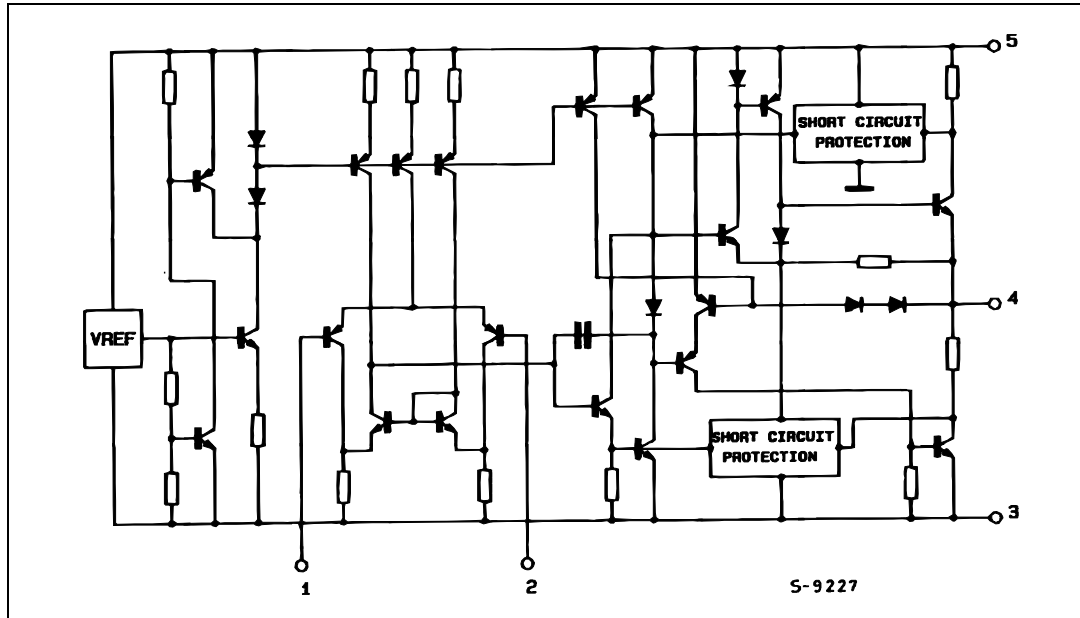 5
SHORT CIRCUIT
PROTECTION
4
VREF
SHORT CIRCUIT
PROTECTION
3
1
2
S-9227